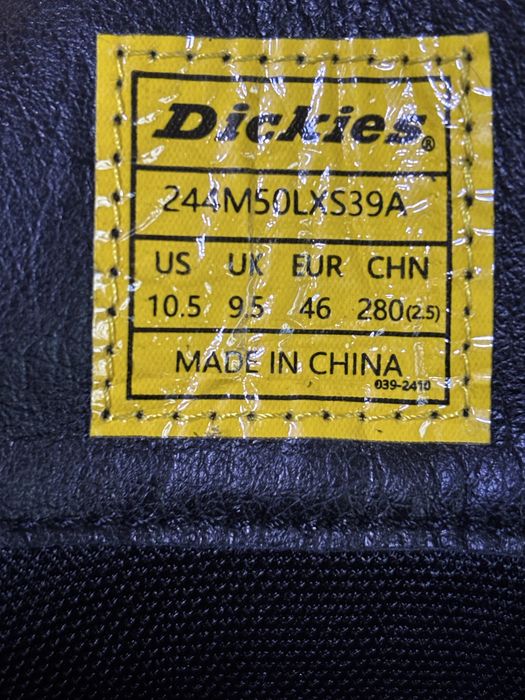 Dickies®
244M50LXS39A
US UK EUR CHN
10.5 9.5 46 280(2.5)
MADE IN CHINA
039-2410